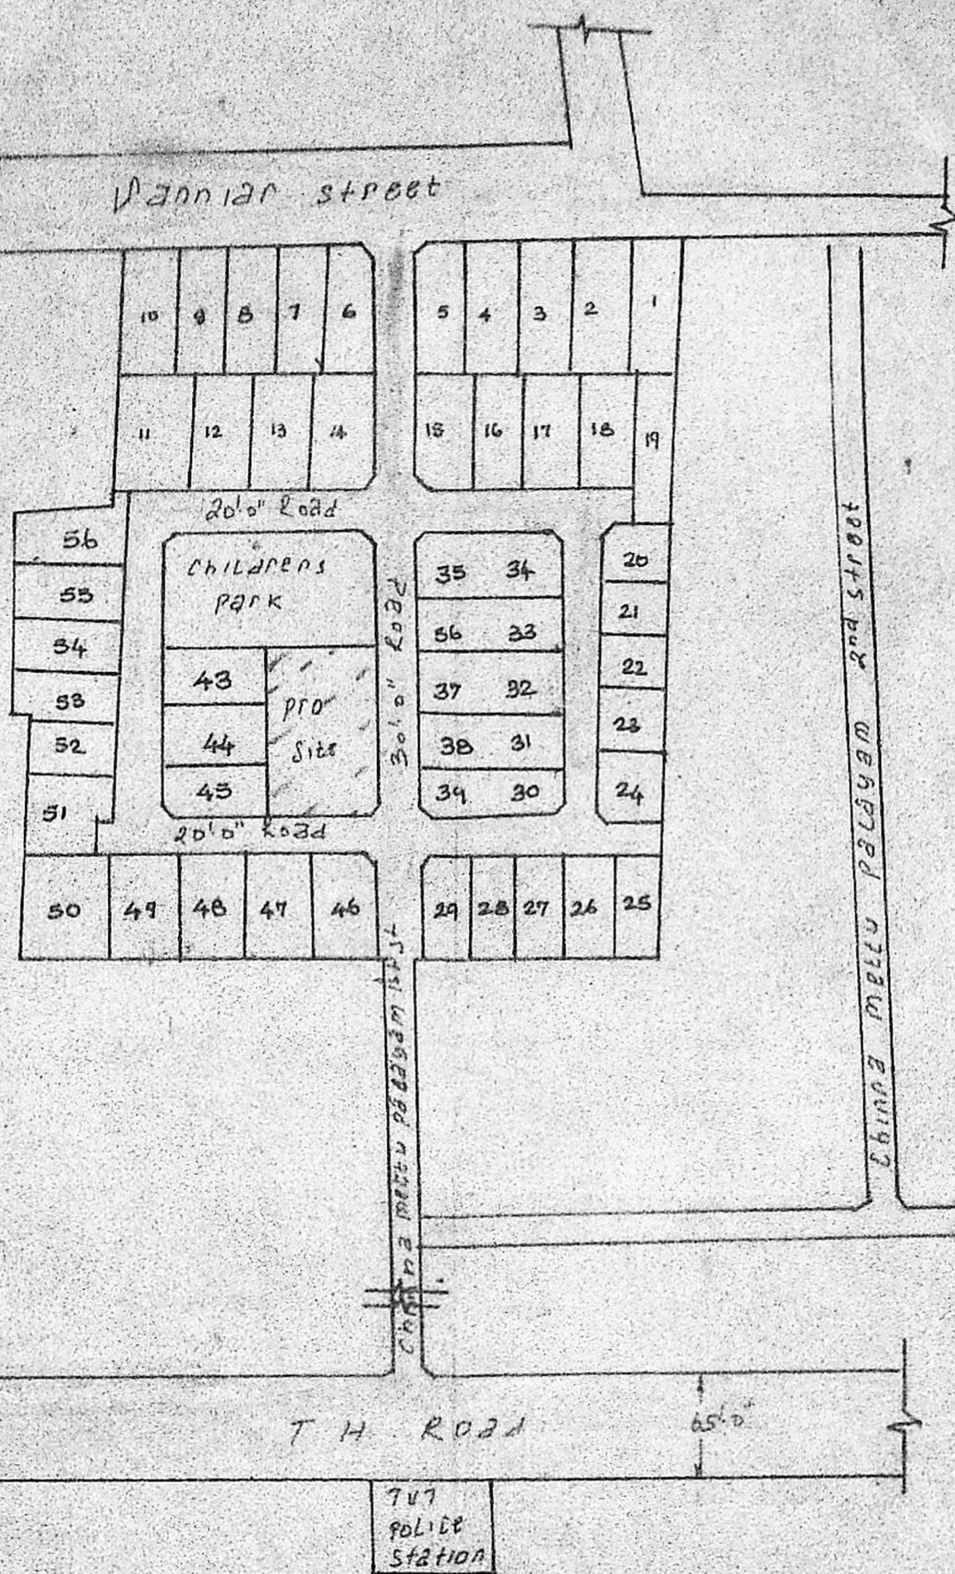 Vanniar street
10 9 8 7 6 5 4 3 2 1
11 12 13 14 15 16 17 18 19
20'0" Road
56
55
54
53
52
51
Childrens
park
43
44
45
pro
site
30'0" Road
35 34
56 33
37 32
38 31
39 30
20
21
22
23
24
20'0" Road
50 49 48 47 46 29 28 27 26 25
China mettu palayam 1st st
China mettu palayam 2nd street
T H Road
65'0"
police
station